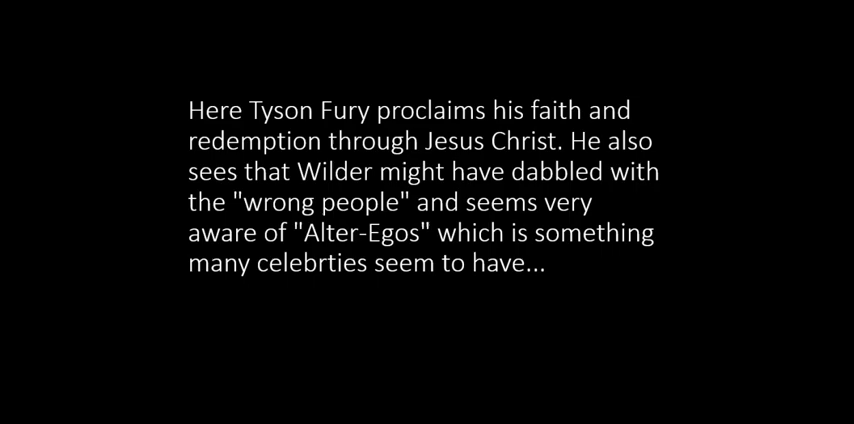 Here Tyson Fury proclaims his faith and
redemption through Jesus Christ. He also
sees that Wilder might have dabbled with
the "wrong people" and seems very
aware of "Alter-Egos" which is something
many celebrties seem to have...